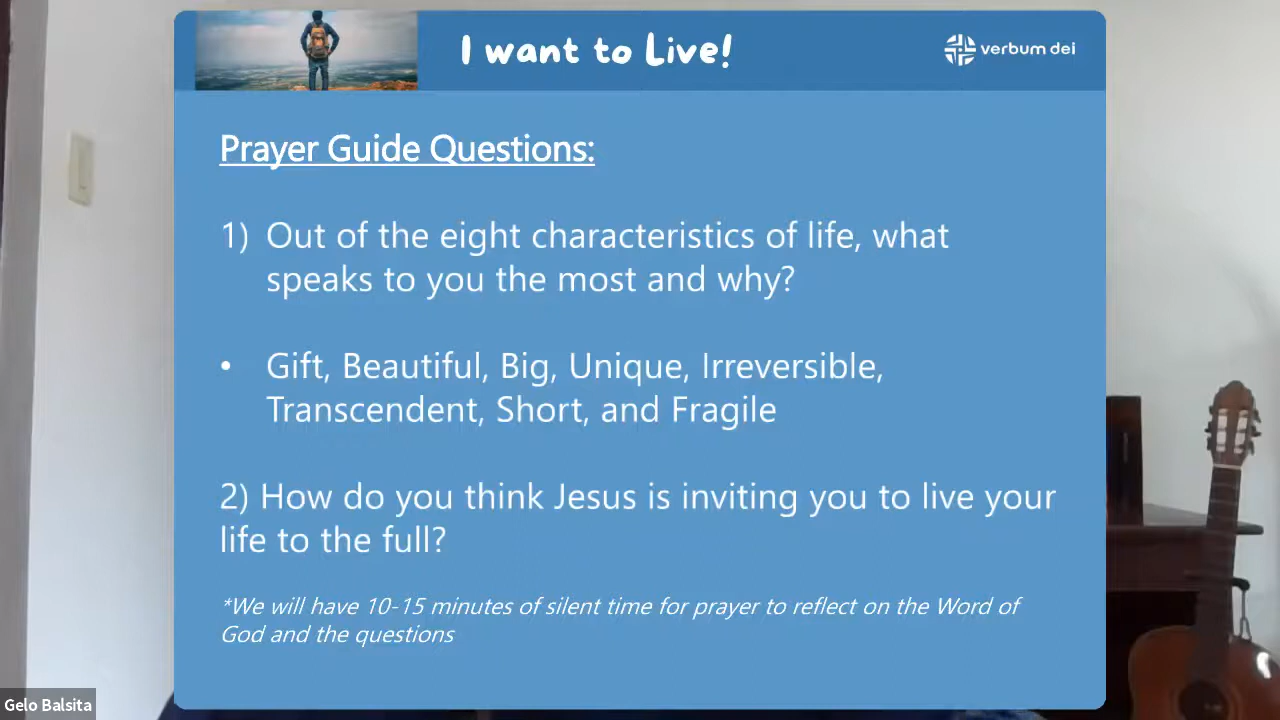 I want to Live!
verbum dei
Prayer Guide Questions:
1) Out of the eight characteristics of life, what
speaks to you the most and why?
• Gift, Beautiful, Big, Unique, Irreversible,
Transcendent, Short, and Fragile
2) How do you think Jesus is inviting you to live your
life to the full?
*We will have 10-15 minutes of silent time for prayer to reflect on the Word of
God and the questions
Gelo Balsita